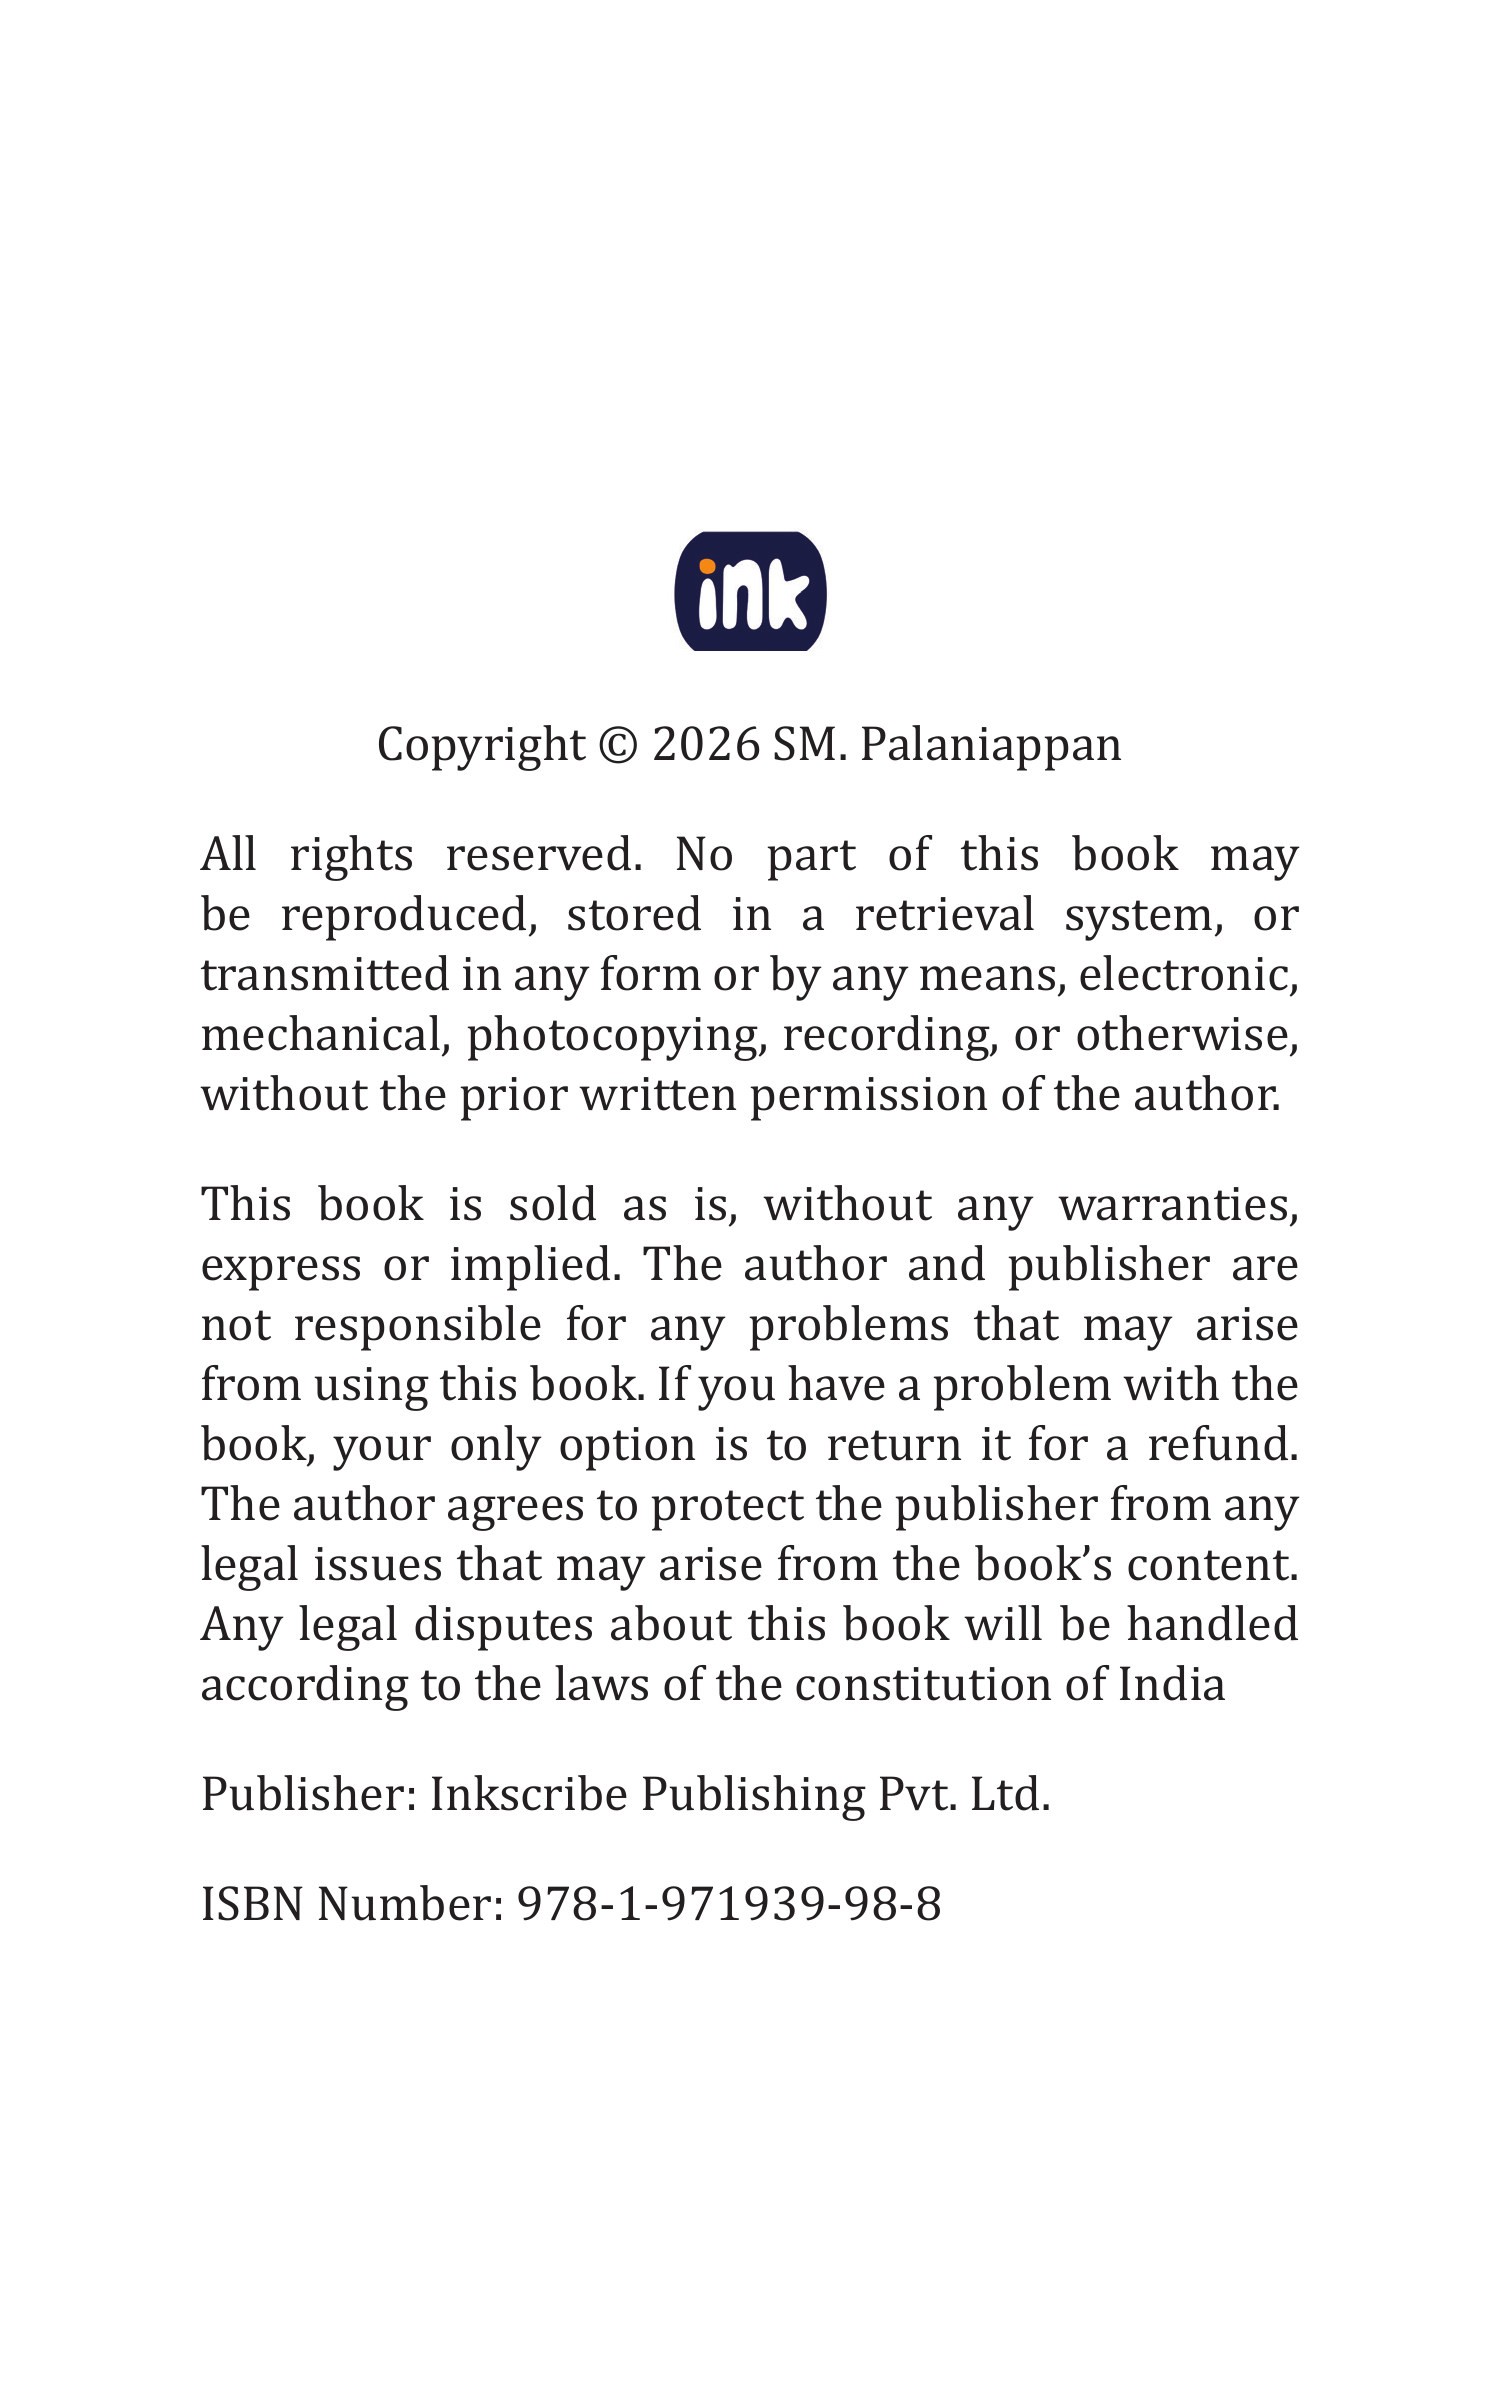 ink
Copyright © 2026 SM. Palaniappan
All rights reserved. No part of this book may
be reproduced, stored in a retrieval system, or
transmitted in any form or by any means, electronic,
mechanical, photocopying, recording, or otherwise,
without the prior written permission of the author.
This book is sold as is, without any warranties,
express or implied. The author and publisher are
not responsible for any problems that may arise
from using this book. If you have a problem with the
book, your only option is to return it for a refund.
The author agrees to protect the publisher from any
legal issues that may arise from the book’s content.
Any legal disputes about this book will be handled
according to the laws of the constitution of India
Publisher: Inkscribe Publishing Pvt. Ltd.
ISBN Number: 978-1-971939-98-8